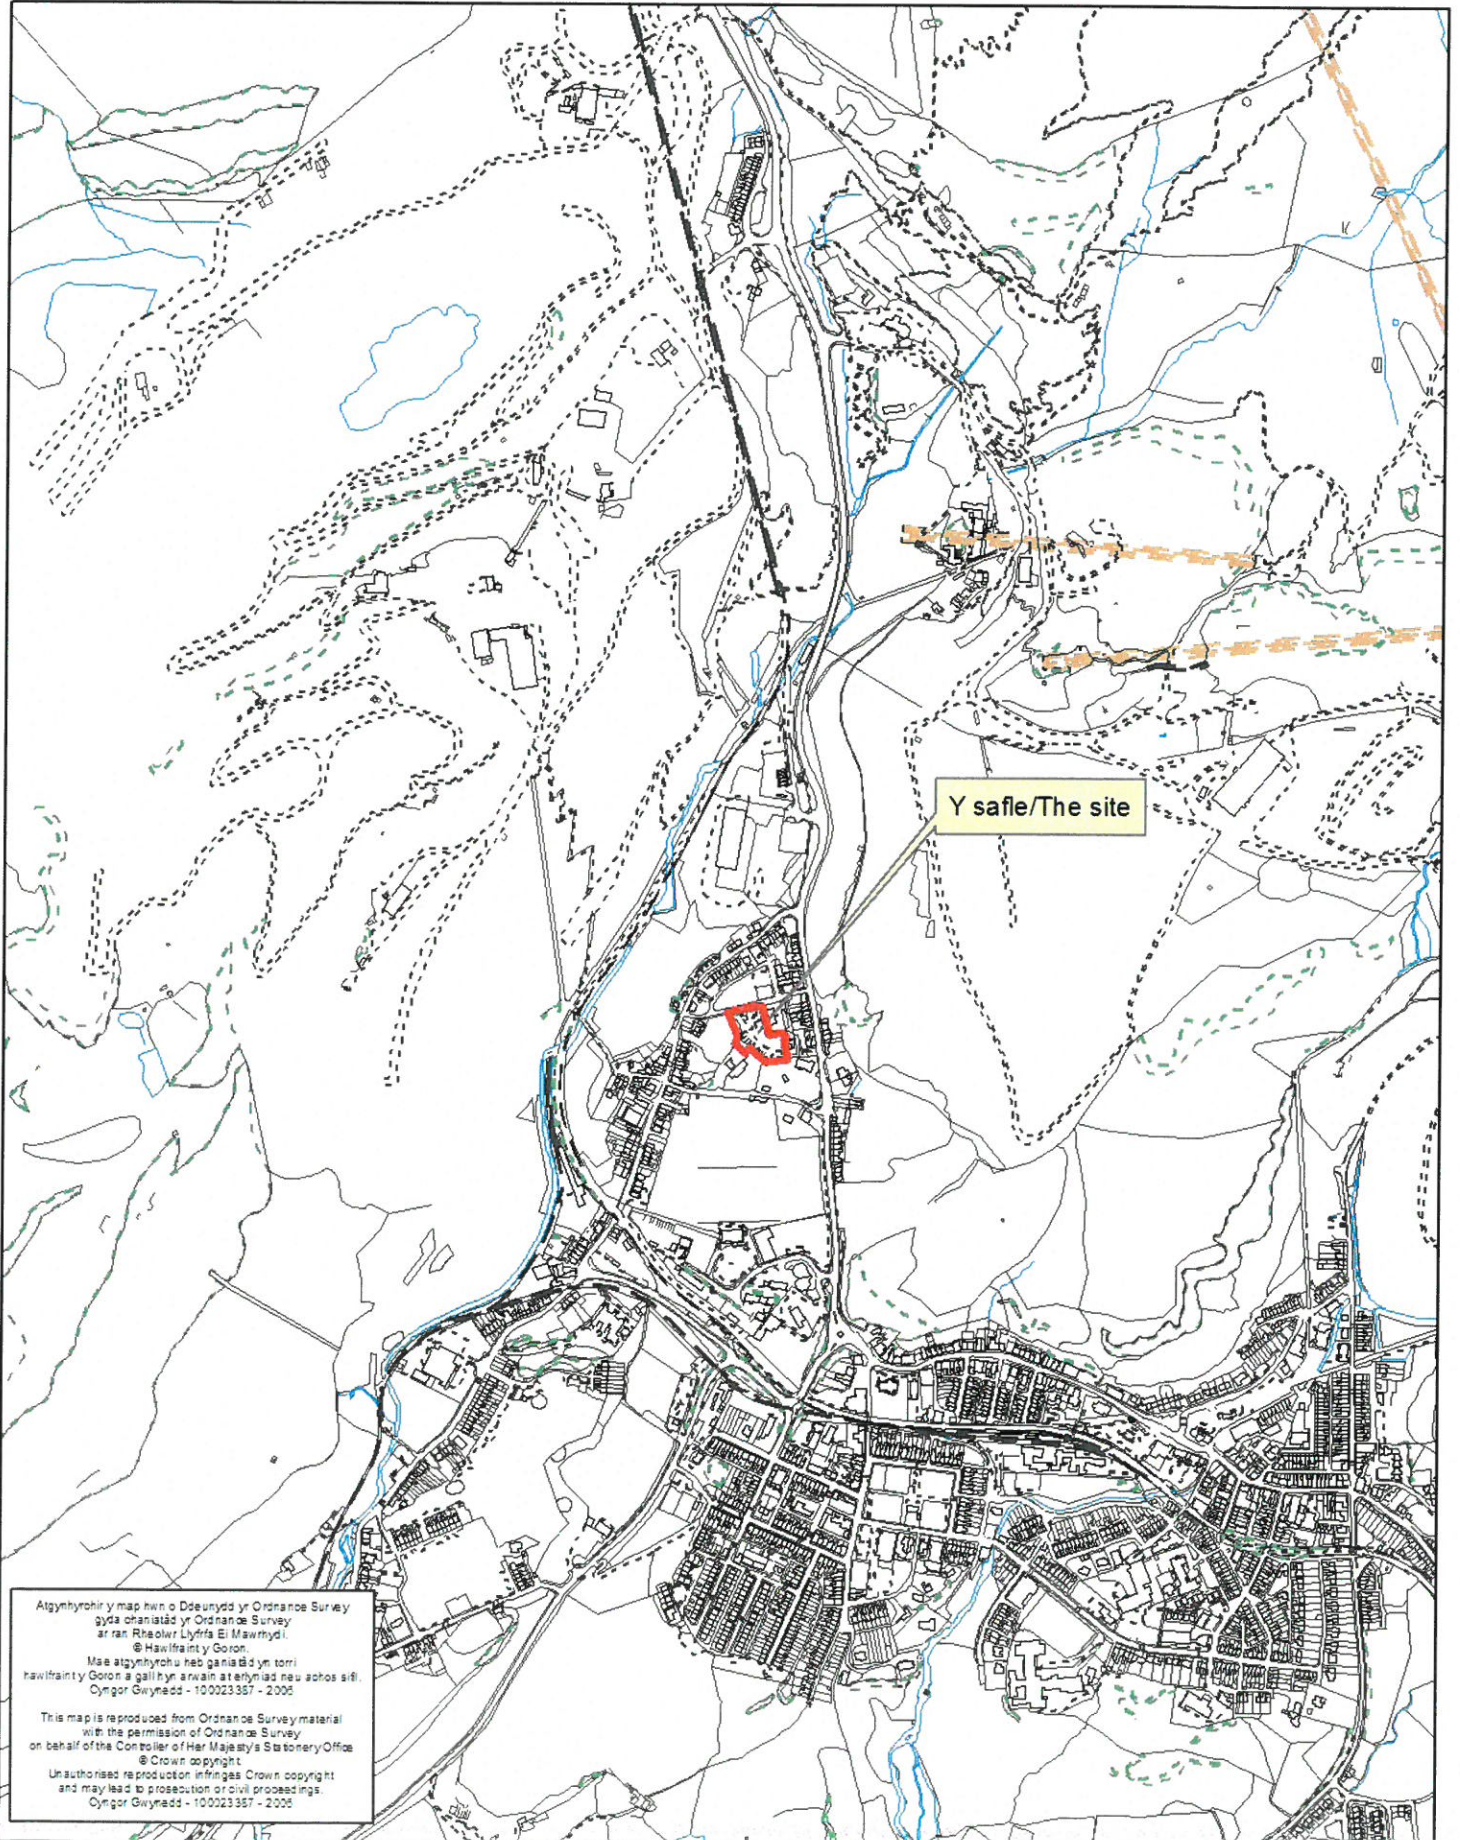 Y safle/The site
Atgynhyrchir y map hwn o Ddeunydd yr Ordnance Survey
gyda chaniatâd yr Ordnance Survey
ar ran Rheolwr Llyfrfa Ei Mawrhydi.
© Hawlfraint y Goron.
Mae atgynhyrchu heb ganiatâd yn torri
hawlfraint y Goron a gall hyn arwain at erlyniad neu achos sifil.
Cyngor Gwynedd - 100023387 - 2006
This map is reproduced from Ordnance Survey material
with the permission of Ordnance Survey
on behalf of the Controller of Her Majesty's Stationery Office
© Crown copyright.
Unauthorised reproduction infringes Crown copyright
and may lead to prosecution or civil proceedings.
Cyngor Gwynedd - 100023387 - 2006